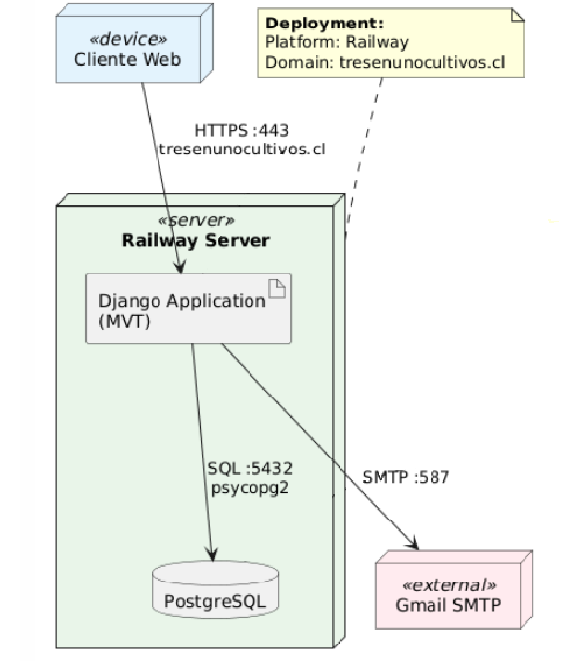 «device»
Cliente Web
Deployment:
Platform: Railway
Domain: tresenunocultivos.cl
HTTPS :443
tresenunocultivos.cl
«server»
Railway Server
Django Application
(MVT)
SQL :5432
psycopg2
SMTP :587
PostgreSQL
«external»
Gmail SMTP